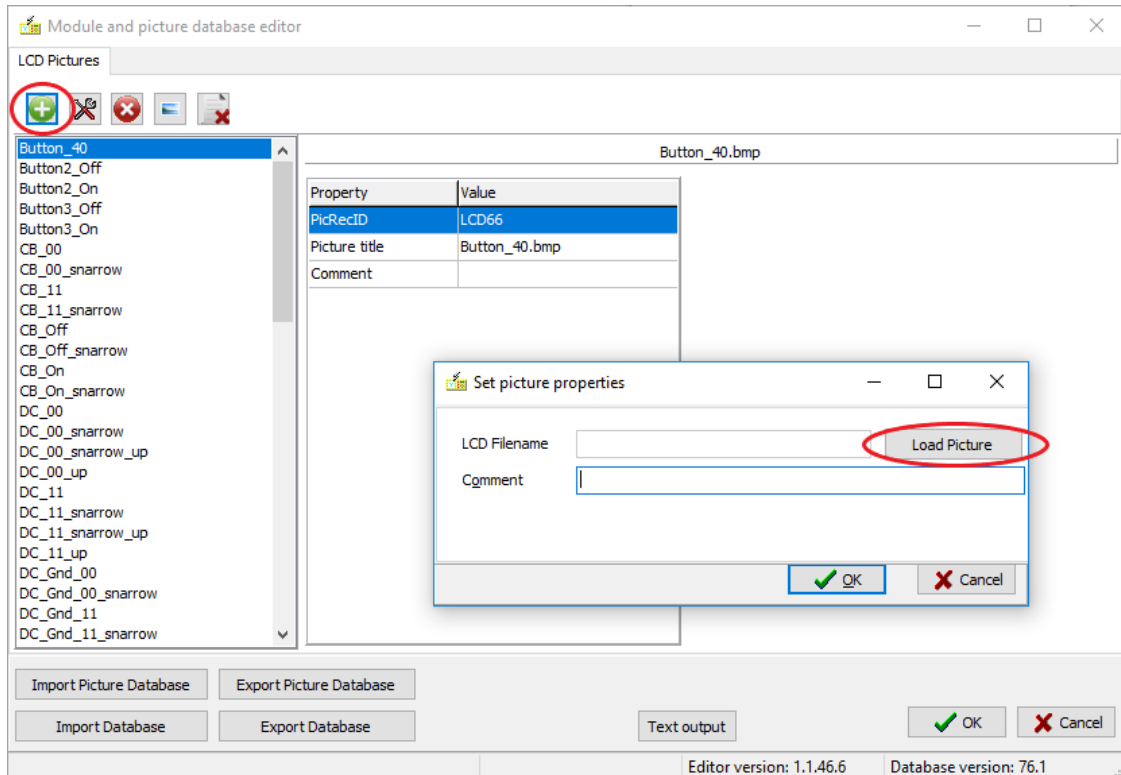 Module and picture database editor
LCD Pictures
Button_40
Button2_Off
Button2_On
Button3_Off
Button3_On
CB_00
CB_00_snarrow
CB_11
CB_11_snarrow
CB_Off
CB_Off_snarrow
CB_On
CB_On_snarrow
DC_00
DC_00_snarrow
DC_00_snarrow_up
DC_00_up
DC_11
DC_11_snarrow
DC_11_snarrow_up
DC_11_up
DC_Gnd_00
DC_Gnd_00_snarrow
DC_Gnd_11
DC_Gnd_11_snarrow
Button_40.bmp
Property Value
PicRecID LCD66
Picture title Button_40.bmp
Comment
Set picture properties
LCD Filename Load Picture
Comment
OK Cancel
Import Picture Database Export Picture Database
Import Database Export Database Text output OK Cancel
Editor version: 1.1.46.6 Database version: 76.1